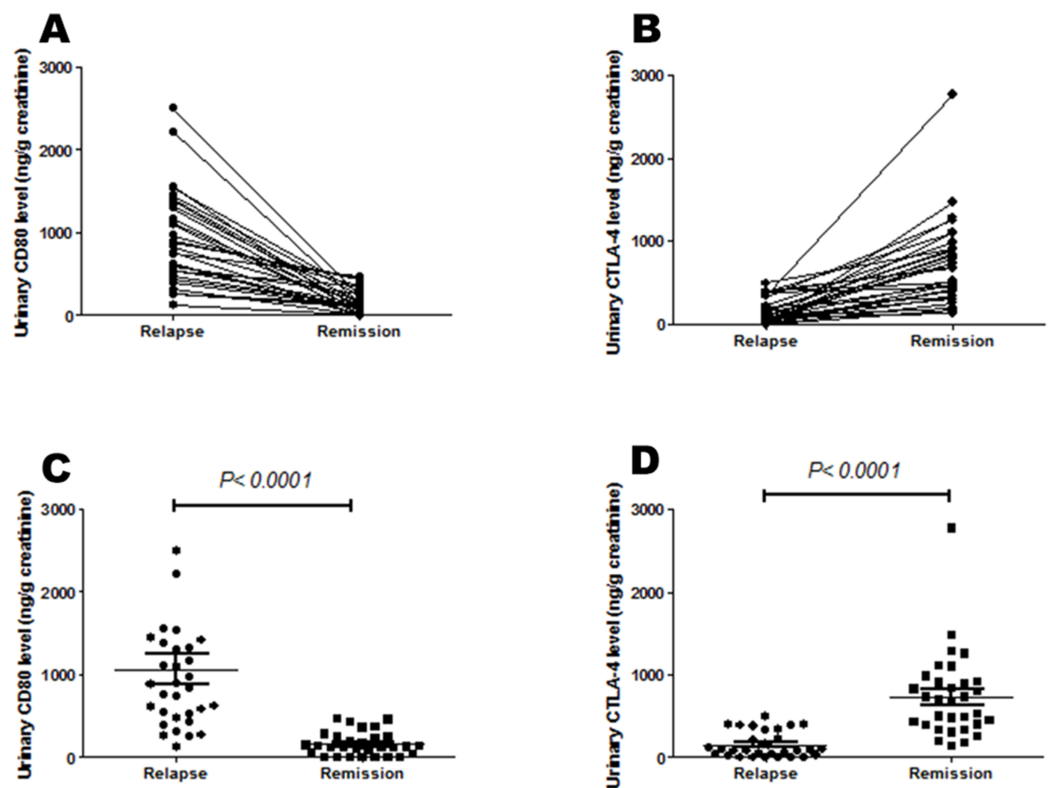 A
Urinary CD80 level (ng/g creatinine)
3000
2000
1000
0
Relapse Remission
B
Urinary CTLA-4 level (ng/g creatinine)
3000
2000
1000
0
Relapse Remission
C
P< 0.0001
Urinary CD80 level (ng/g creatinine)
3000
2000
1000
0
Relapse Remission
D
P< 0.0001
Urinary CTLA-4 level (ng/g creatinine)
3000
2000
1000
0
Relapse Remission